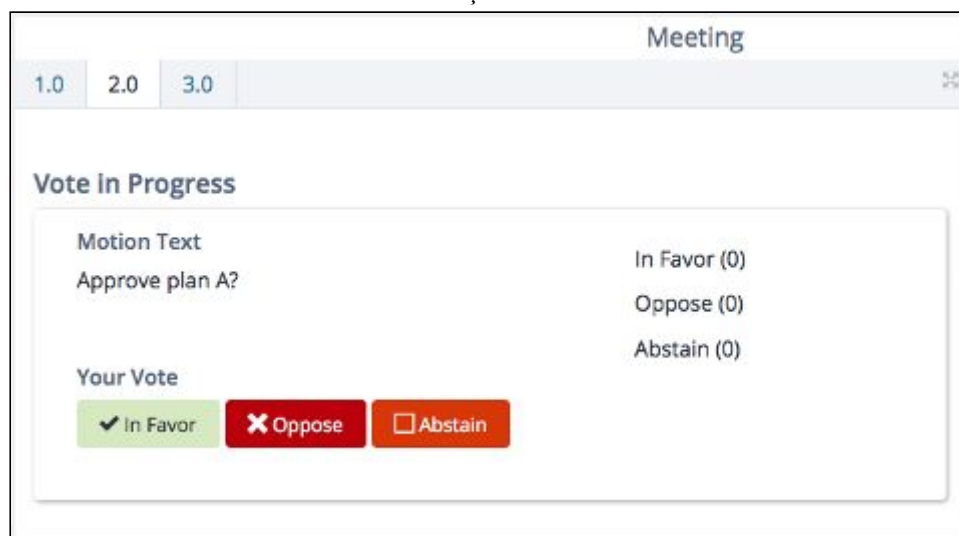 Meeting
1.0 2.0 3.0
Vote in Progress
Motion Text
Approve plan A?
In Favor (0)
Oppose (0)
Abstain (0)
Your Vote
In Favor Oppose Abstain